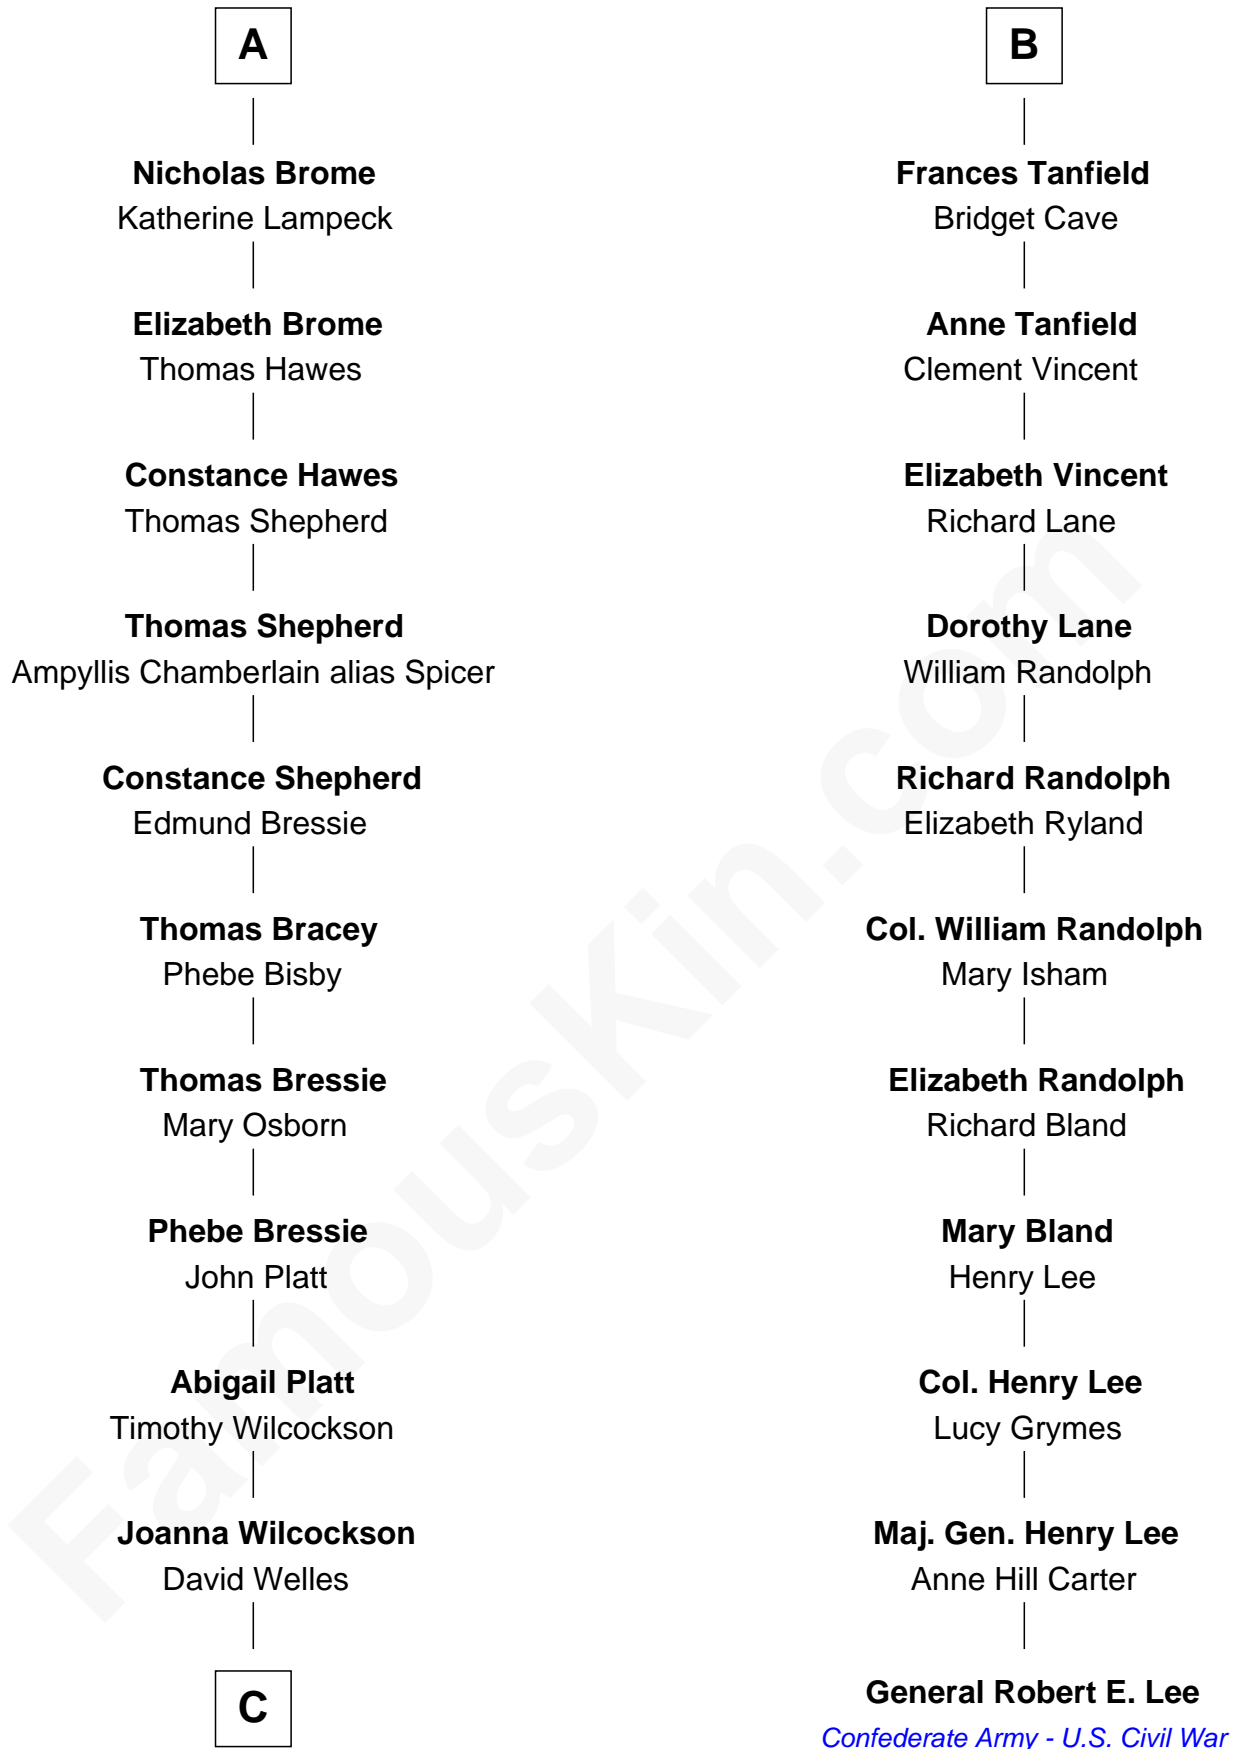 A
Nicholas Brome
Katherine Lampeck
Elizabeth Brome
Thomas Hawes
Constance Hawes
Thomas Shepherd
Thomas Shepherd
Ampyllis Chamberlain alias Spicer
Constance Shepherd
Edmund Bressie
Thomas Bracey
Phebe Bisby
Thomas Bressie
Mary Osborn
Phebe Bressie
John Platt
Abigail Platt
Timothy Wilcockson
Joanna Wilcockson
David Welles
C
B
Frances Tanfield
Bridget Cave
Anne Tanfield
Clement Vincent
Elizabeth Vincent
Richard Lane
Dorothy Lane
William Randolph
Richard Randolph
Elizabeth Ryland
Col. William Randolph
Mary Isham
Elizabeth Randolph
Richard Bland
Mary Bland
Henry Lee
Col. Henry Lee
Lucy Grymes
Maj. Gen. Henry Lee
Anne Hill Carter
General Robert E. Lee
Confederate Army - U.S. Civil War
FamousKin.com